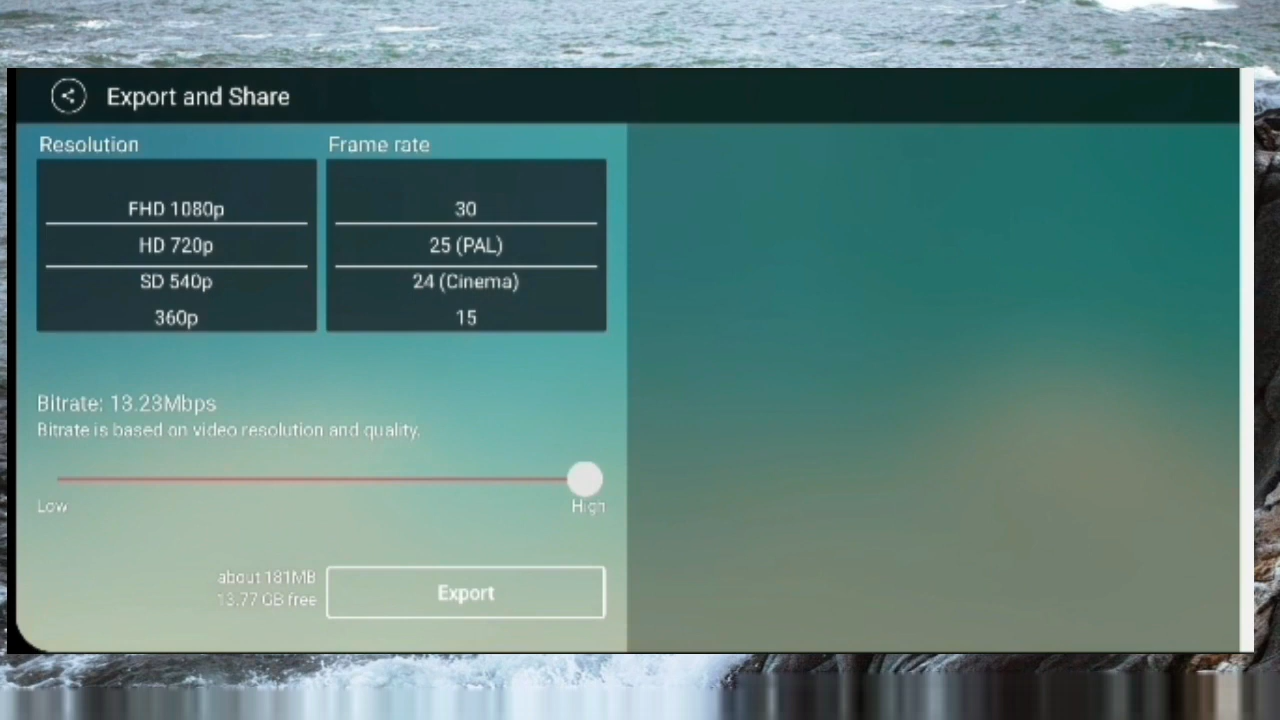 Export and Share
Resolution
Frame rate
FHD 1080p
HD 720p
SD 540p
360p
30
25 (PAL)
24 (Cinema)
15
Bitrate: 13.23Mbps
Bitrate is based on video resolution and quality.
Low
High
about 181MB
13.77 GB free
Export